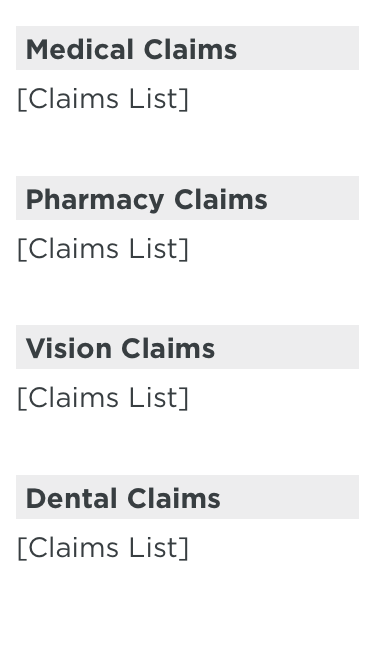 Medical Claims
[Claims List]
Pharmacy Claims
[Claims List]
Vision Claims
[Claims List]
Dental Claims
[Claims List]